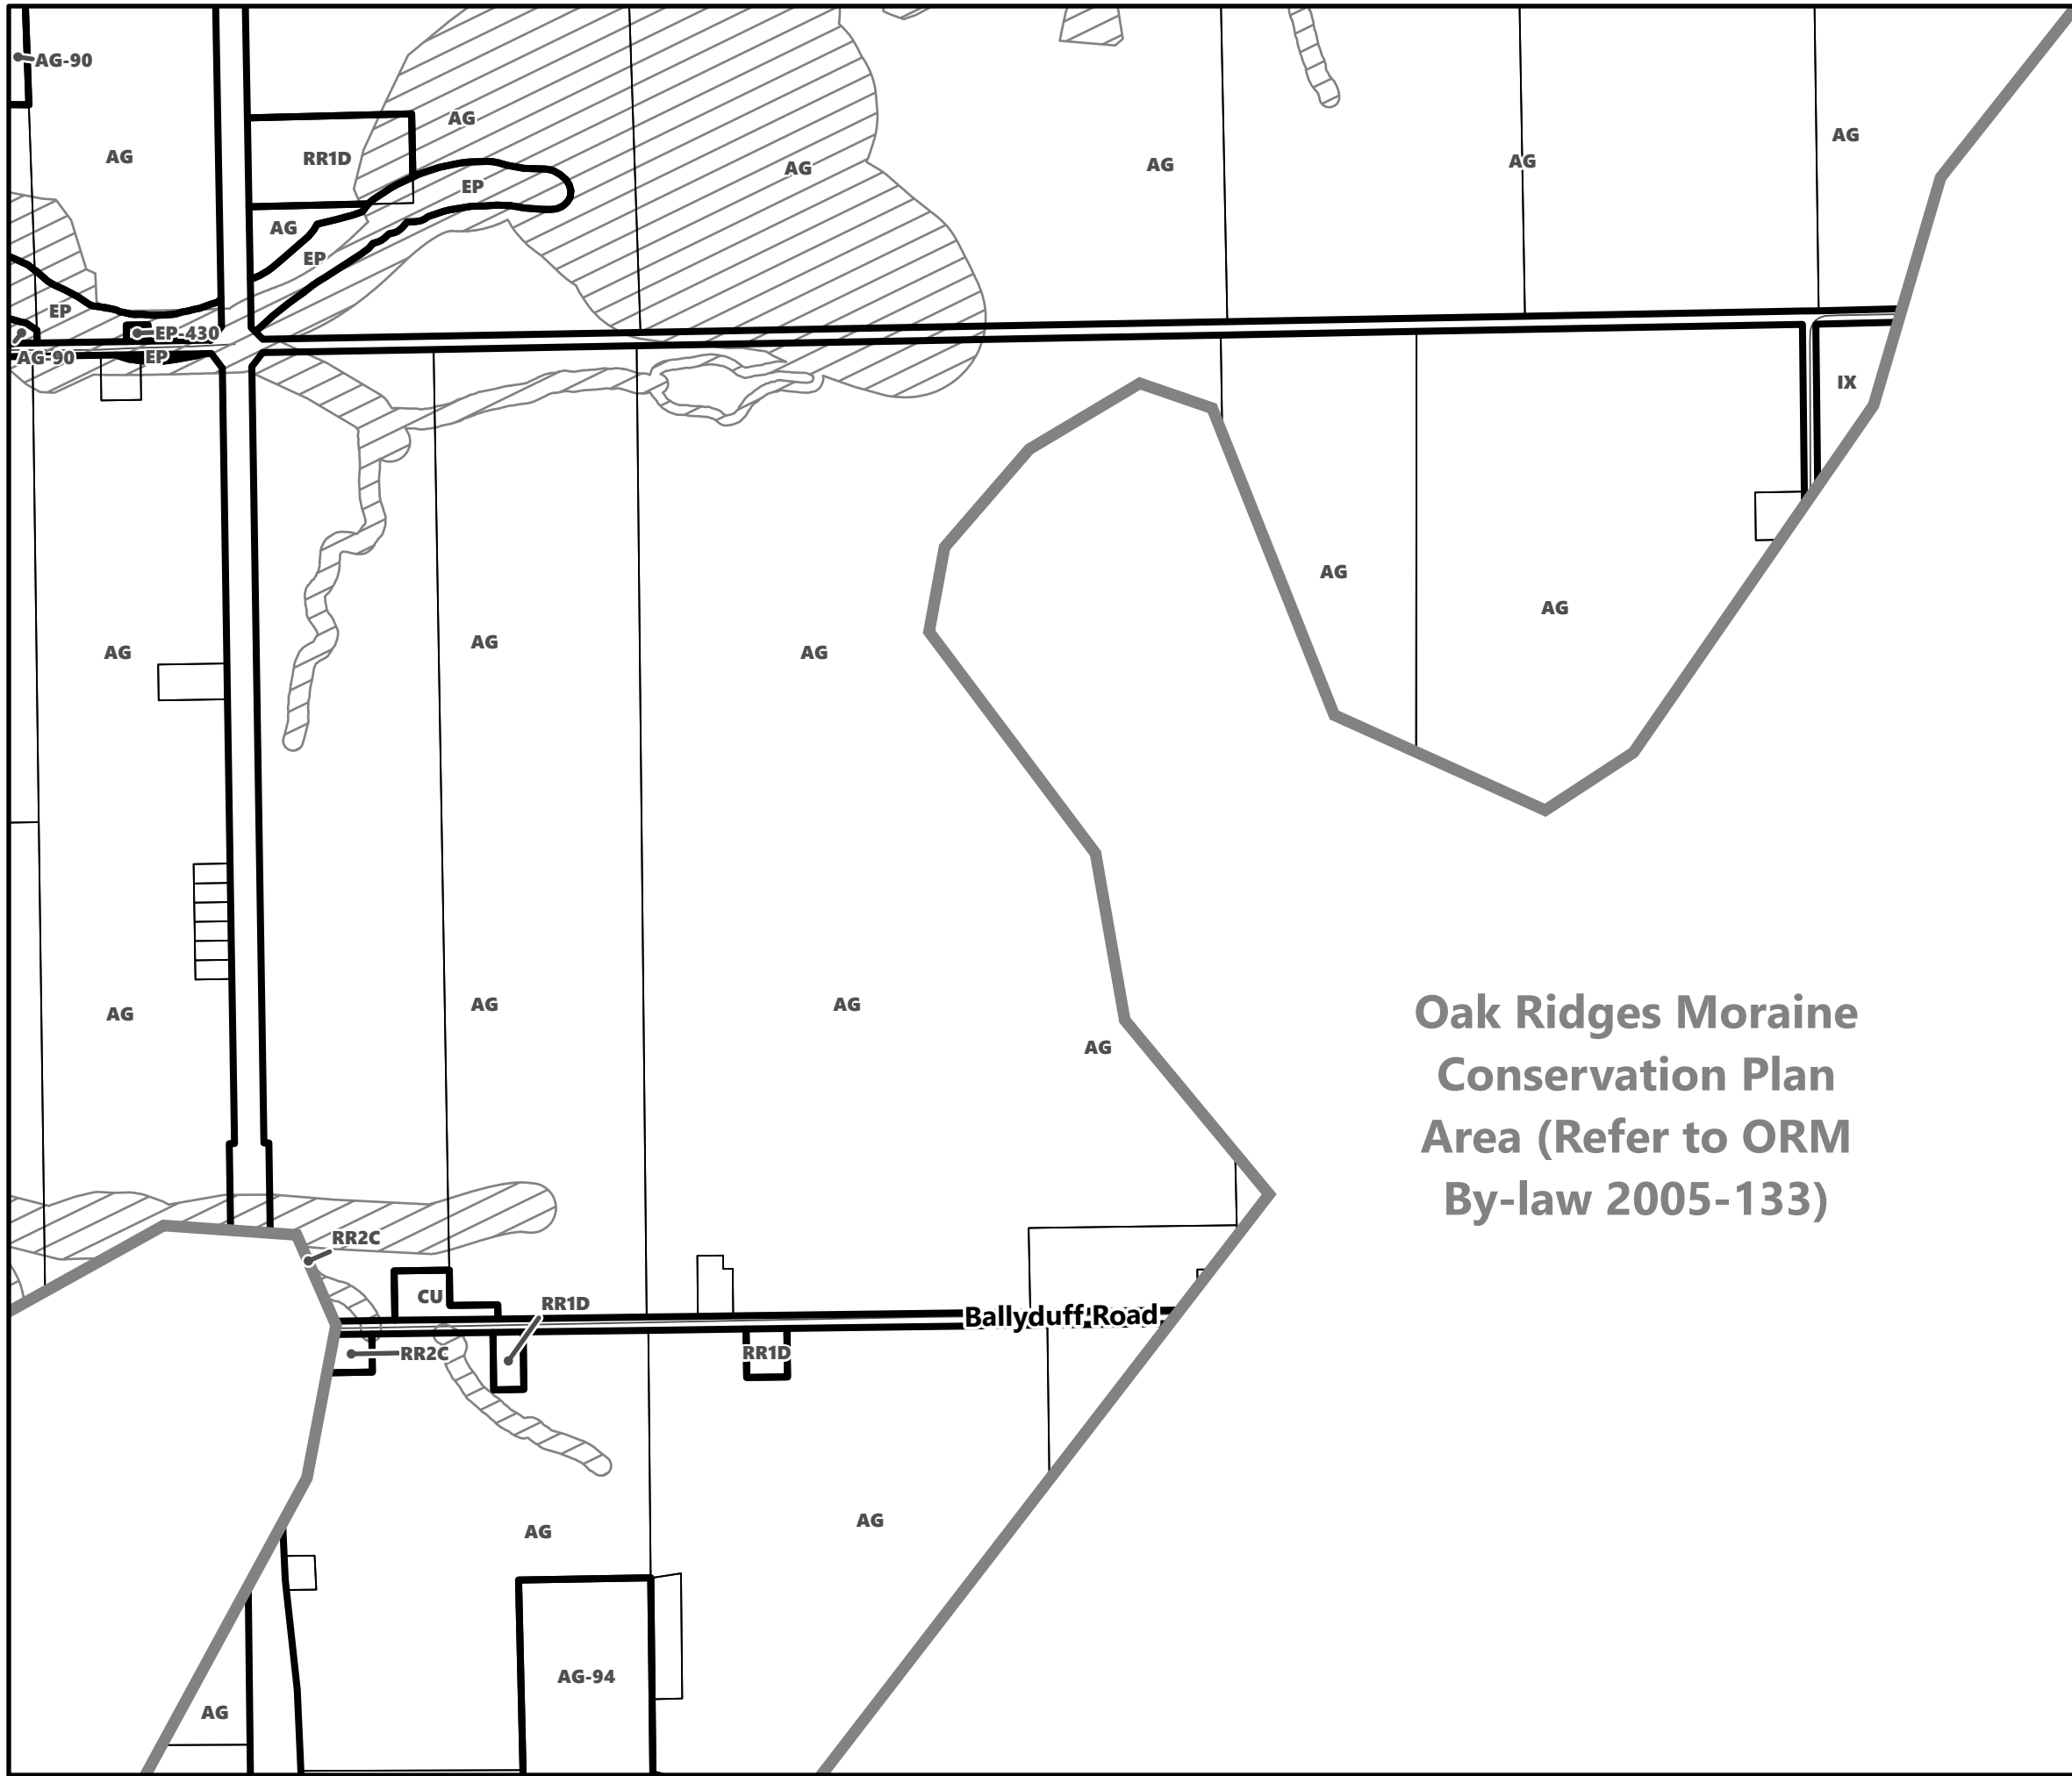 AG-90
AG
AG
RR1D
AG
EP
AG
AG
AG
AG
AG
EP
EP
EP-430
AG-90
EP
IX
AG
AG
AG
AG
AG
AG
AG
AG
AG
Oak Ridges Moraine
Conservation Plan
Area (Refer to ORM
By-law 2005-133)
RR2C
CU
RR1D
Ballyduff Road
RR2C
RR1D
AG
AG
AG-94
AG